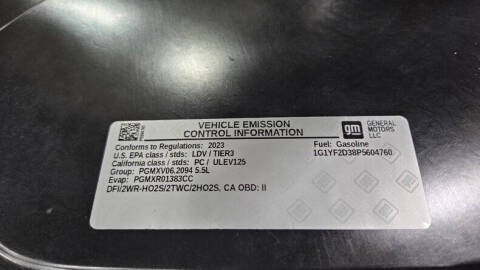 VEHICLE EMISSION
CONTROL INFORMATION
gm
GENERAL
MOTORS
LLC
Conforms to Regulations: 2023
Fuel: Gasoline
U.S. EPA class / stds: LDV / TIER3
1G1YF2D38P5604760
California class / stds: PC / ULEV125
Group: PGMXV06.2094 5.5L
Evap: PGMXR01383CC
DFI/2WR-HO2S/2TWC/2HO2S, CA OBD: II